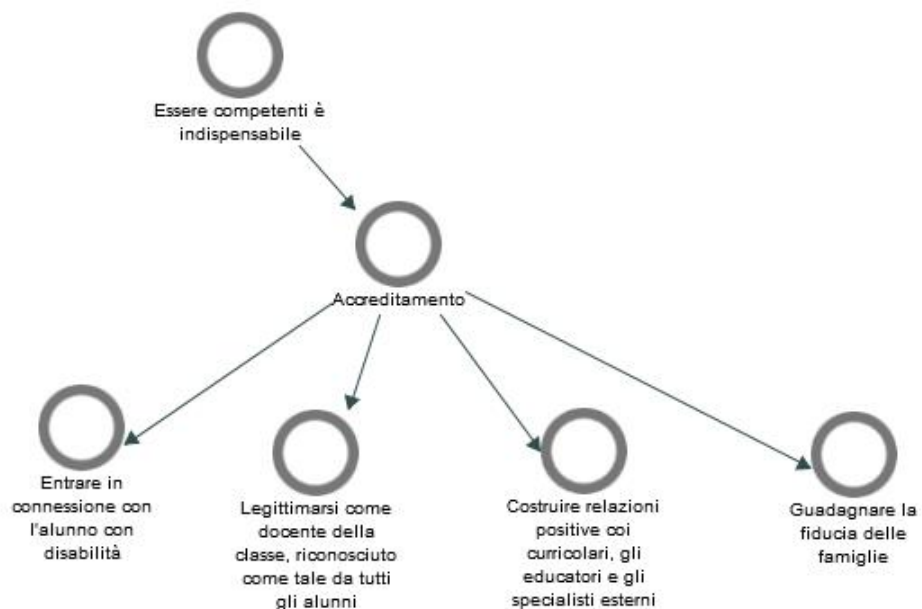 Essere competenti è
indispensabile
Accreditamento
Entrare in
connessione con
l'alunno con
disabilità
Legittimarsi come
docente della
classe, riconosciuto
come tale da tutti
gli alunni
Costruire relazioni
positive coi
curricolari, gli
educatori e gli
specialisti esterni
Guadagnare la
fiducia delle
famiglie